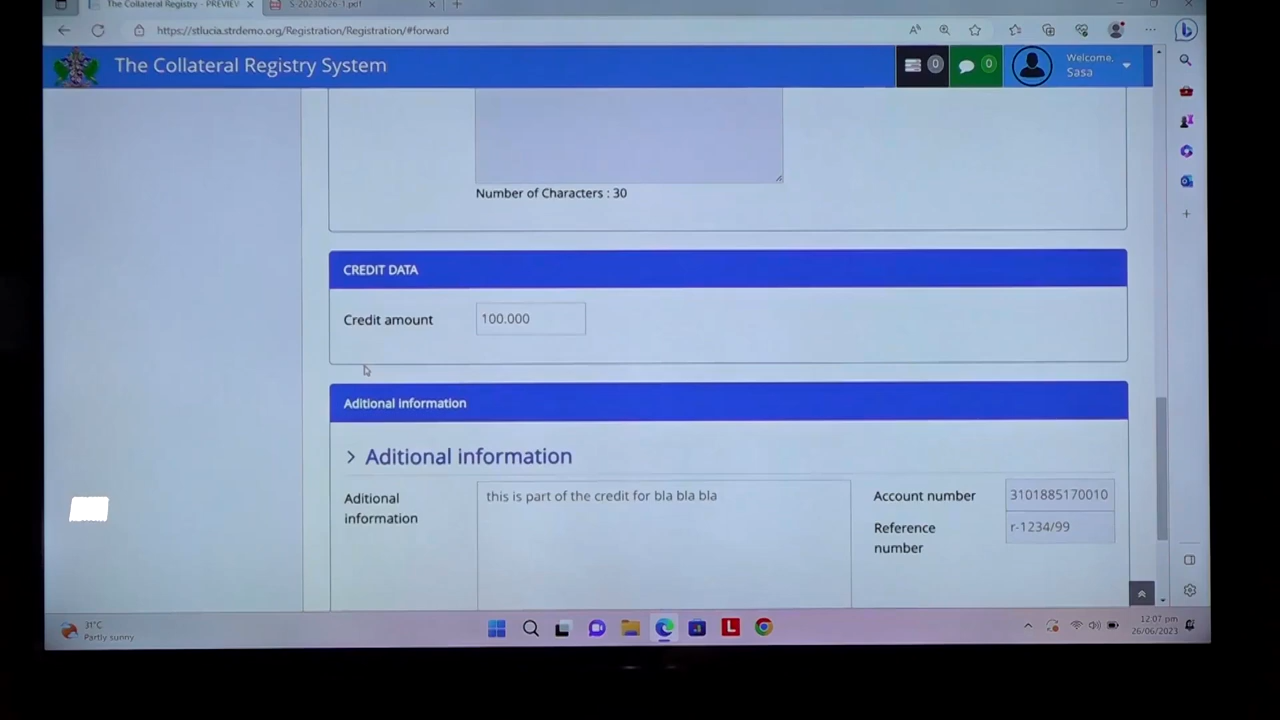 The Collateral Registry - PREVIEW
S-20230626-1.pdf
https://stlucia.strdemo.org/Registration/Registration/#forward
The Collateral Registry System
0
0
Welcome,
Sasa
Number of Characters : 30
CREDIT DATA
Credit amount
100.000
Aditional information
Aditional information
Aditional
information
this is part of the credit for bla bla bla
Account number
3101885170010
Reference
number
r-1234/99
31°C
Partly sunny
L
12.07 pm
26/06/2023